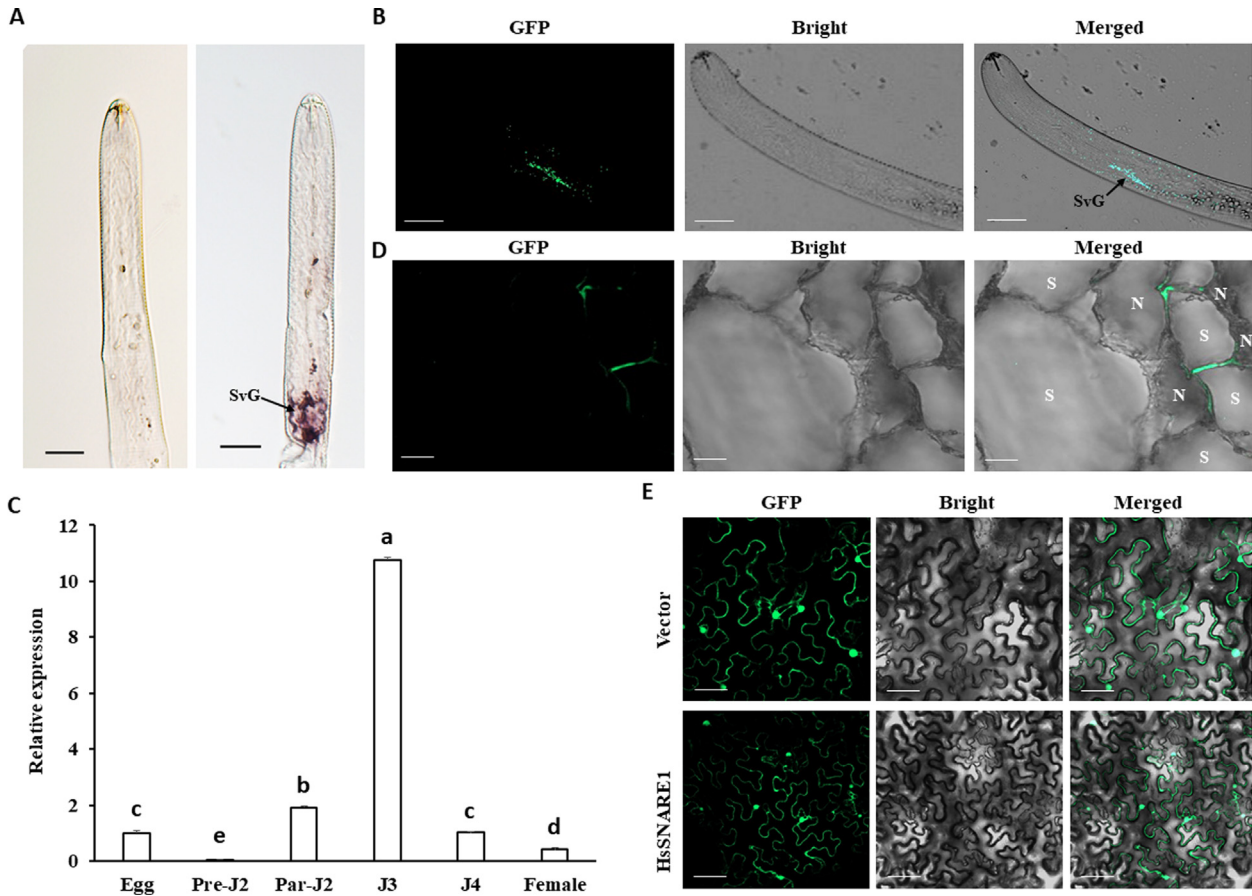 A
SvG
B
GFP Bright Merged
SvG
D
GFP Bright Merged
S N N S N N S S S
C
Relative expression
12
10
8
6
4
2
0
c e b a c d
Egg Pre-J2 Par-J2 J3 J4 Female
E
GFP Bright Merged
Vector
HsSNARE1